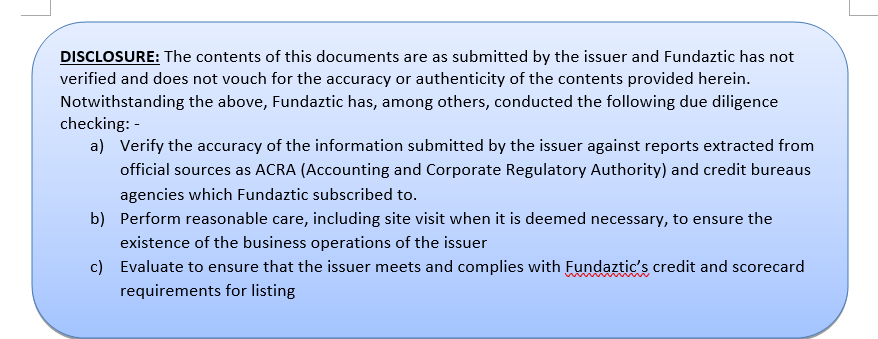 DISCLOSURE: The contents of this documents are as submitted by the issuer and Fundaztic has not
verified and does not vouch for the accuracy or authenticity of the contents provided herein.
Notwithstanding the above, Fundaztic has, among others, conducted the following due diligence
checking: -
a) Verify the accuracy of the information submitted by the issuer against reports extracted from
official sources as ACRA (Accounting and Corporate Regulatory Authority) and credit bureaus
agencies which Fundaztic subscribed to.
b) Perform reasonable care, including site visit when it is deemed necessary, to ensure the
existence of the business operations of the issuer
c) Evaluate to ensure that the issuer meets and complies with Fundaztic’s credit and scorecard
requirements for listing